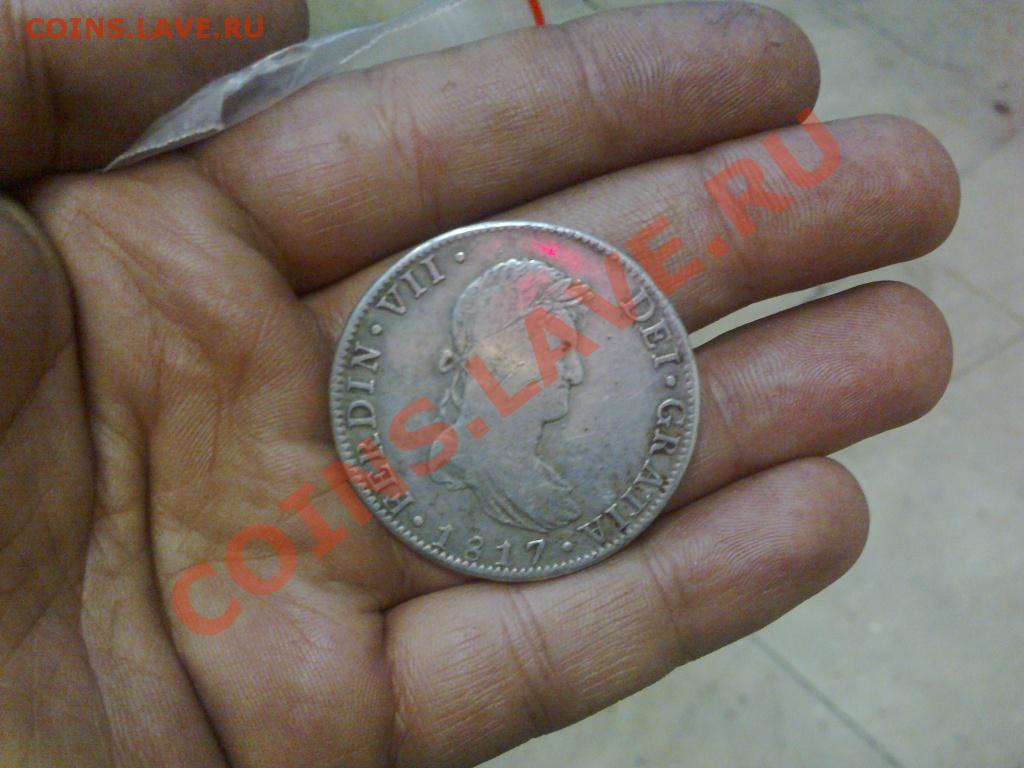 COINS.LAVE.RU
COINS.LAVE.RU
FERDIN · VII · DEI · GRATIA · 1817 ·